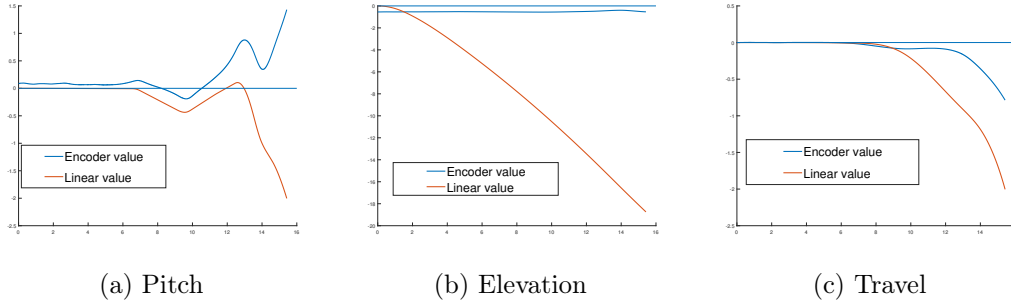 1.5
1
0.5
0
-0.5
-1
-1.5
-2
-2.5
0 2 4 6 8 10 12 14 16
Encoder value
Linear value
(a) Pitch
0
-2
-4
-6
-8
-10
-12
-14
-16
-18
-20
0 2 4 6 8 10 12 14 16
Encoder value
Linear value
(b) Elevation
0.5
0
-0.5
-1
-1.5
-2
-2.5
0 2 4 6 8 10 12 14
Encoder value
Linear value
(c) Travel